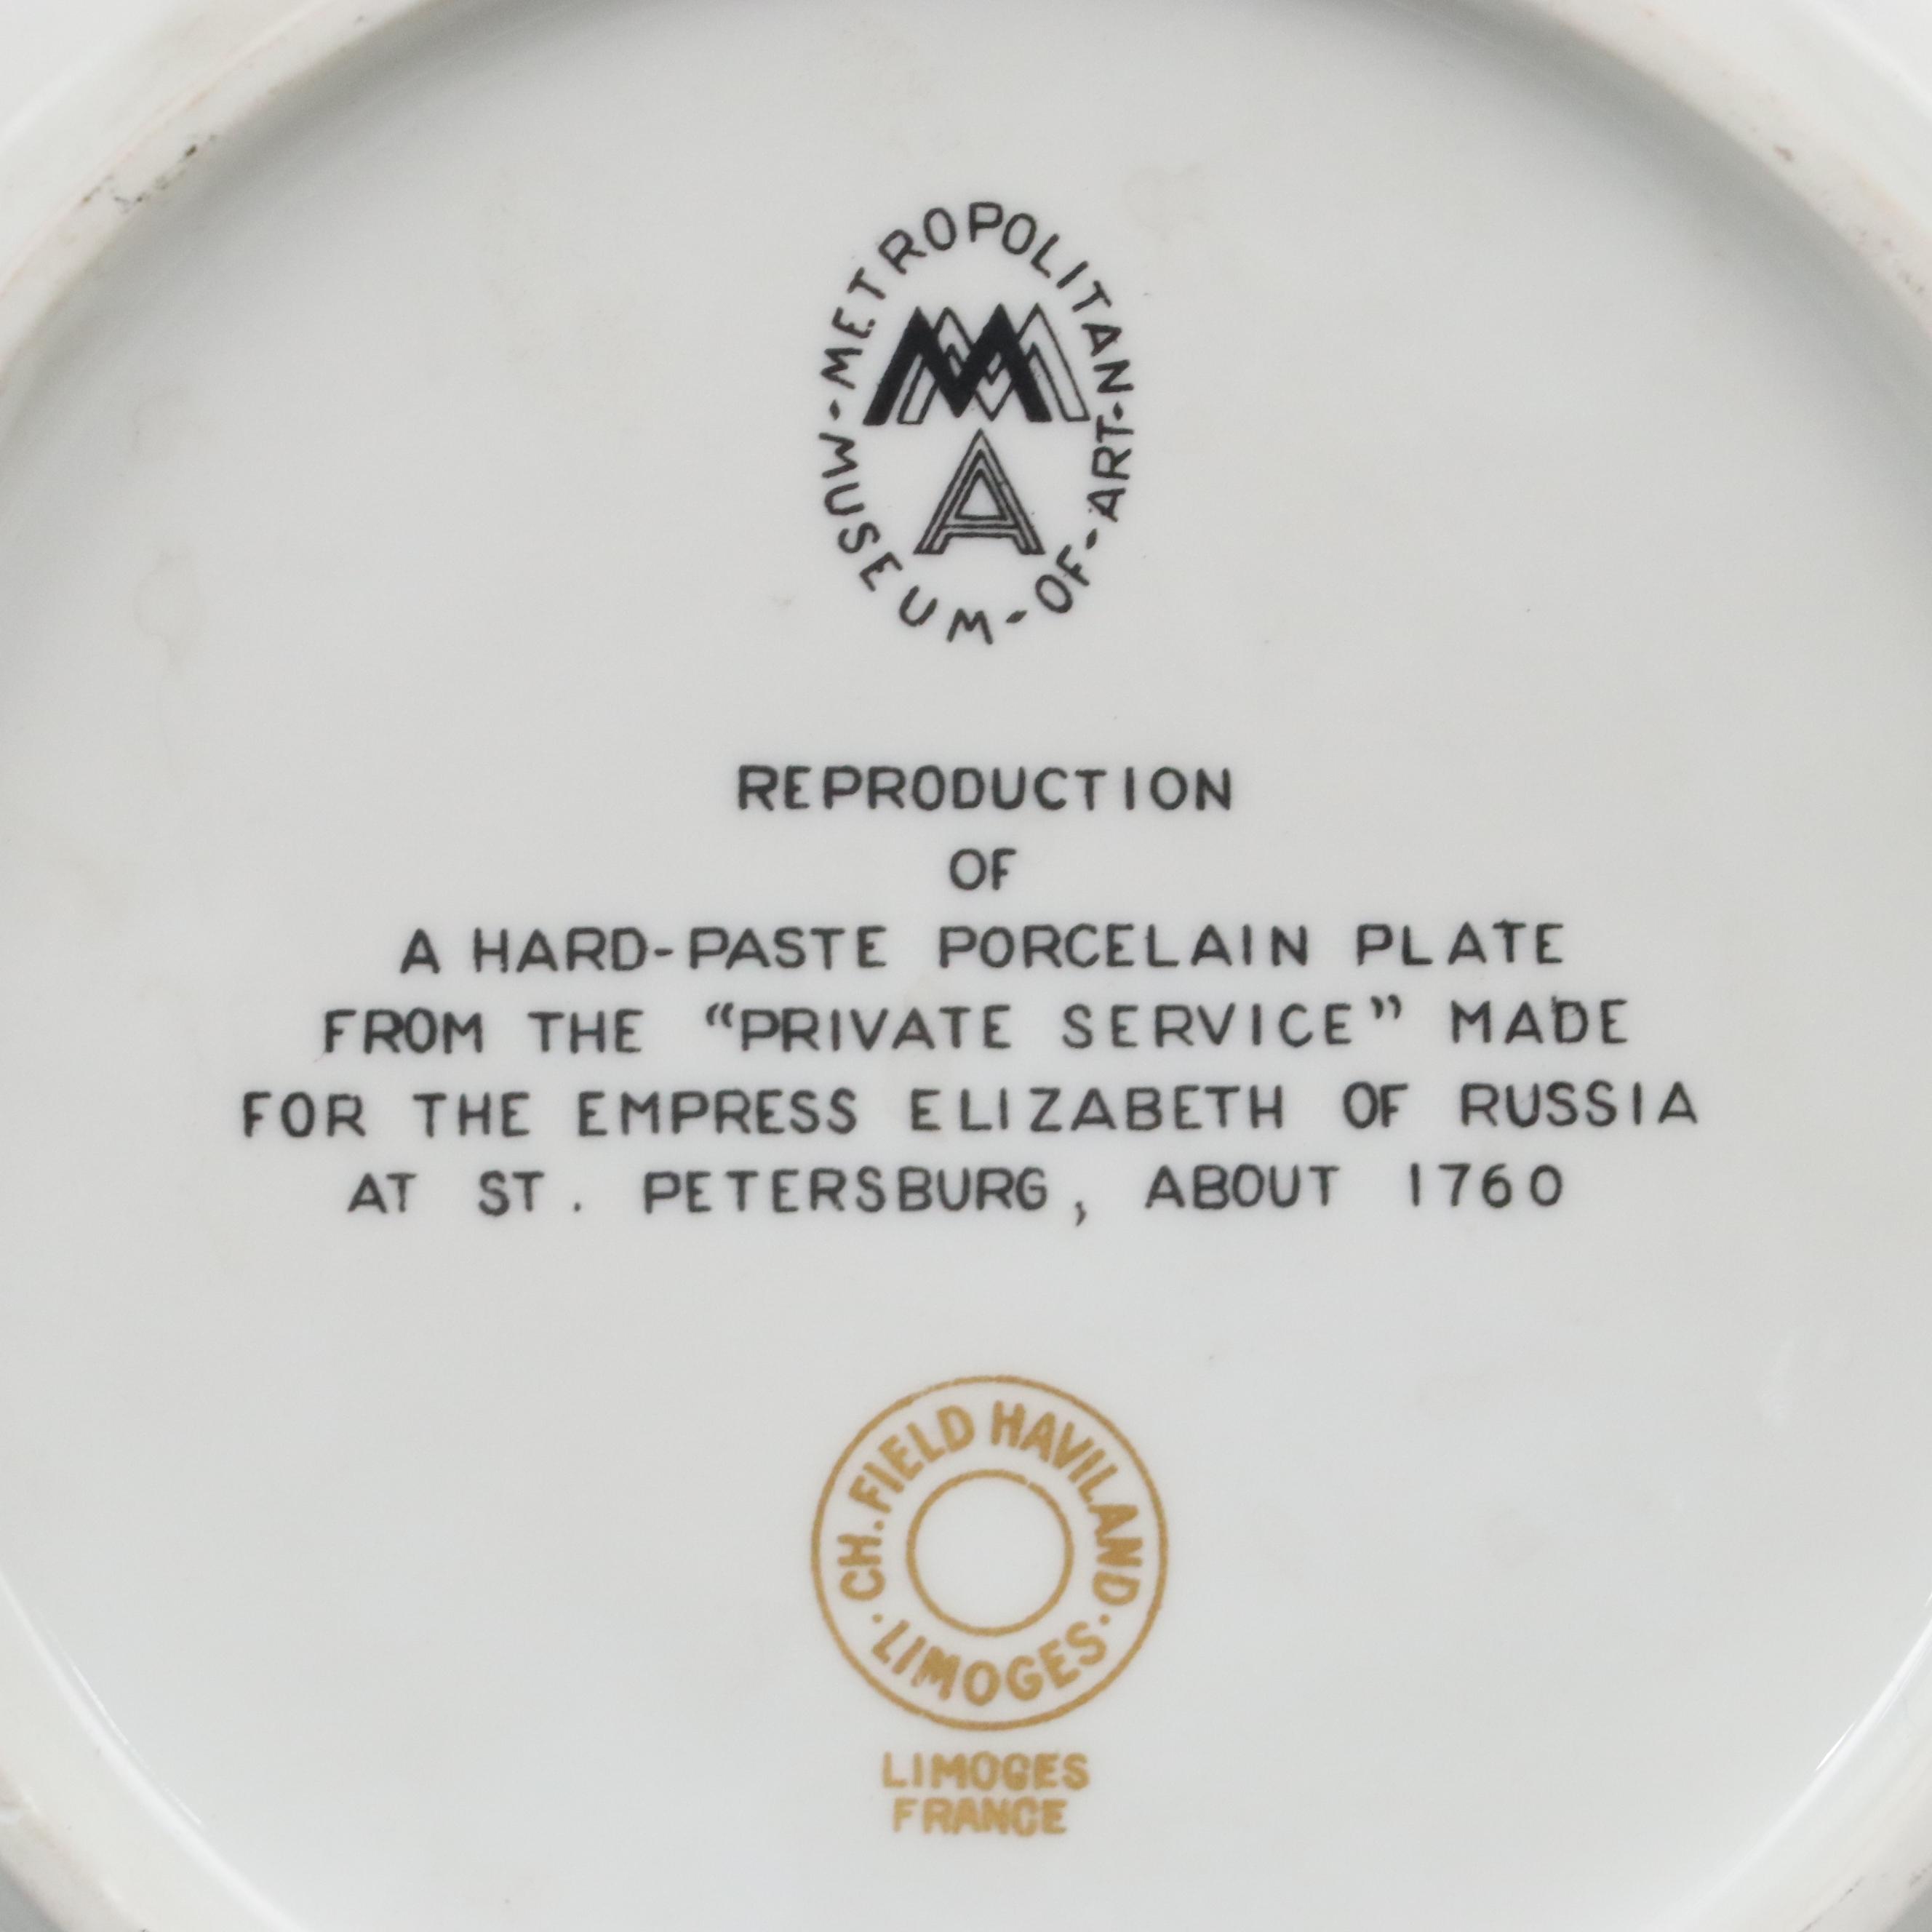 METROPOLITAN-MUSEUM-OF-ART-
MMA
REPRODUCTION
OF
A HARD-PASTE PORCELAIN PLATE
FROM THE “PRIVATE SERVICE” MADE
FOR THE EMPRESS ELIZABETH OF RUSSIA
AT ST. PETERSBURG, ABOUT 1760
CH. FIELD HAVILAND
· LIMOGES ·
LIMOGES
FRANCE